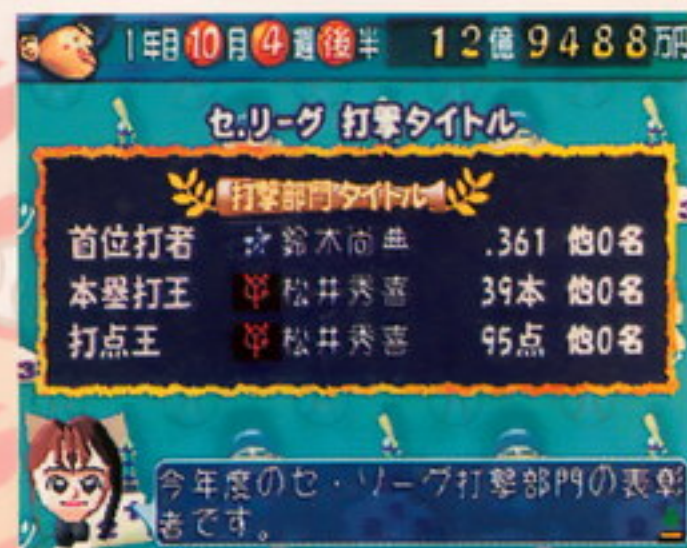 1年目10月4週後半 12億9488万円
セ.リーグ 打撃タイトル
打撃部門タイトル
首位打者 鈴木尚典 .361 他0名
本塁打王 松井秀喜 39本 他0名
打点王 松井秀喜 95点 他0名
今年度のセ・リーグ打撃部門の表彰
者です。